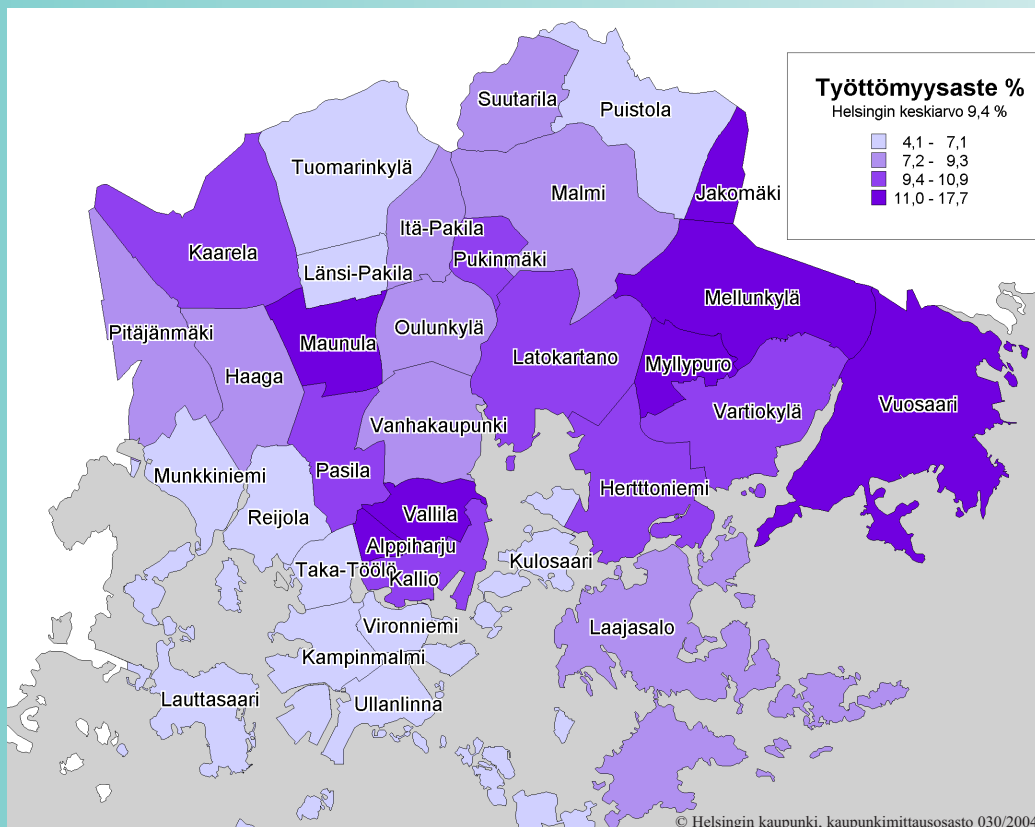 Työttömyysaste %
Helsingin keskiarvo 9,4 %
4,1 - 7,1
7,2 - 9,3
9,4 - 10,9
11,0 - 17,7
Suutarila
Puistola
Tuomarinkylä
Malmi
Jakomäki
Itä-Pakila
Kaarela
Pukinmäki
Länsi-Pakila
Mellunkylä
Pitäjänmäki
Oulunkylä
Maunula
Latokartano
Myllypuro
Haaga
Vuosaari
Vartiokylä
Vanhakaupunki
Pasila
Munkkiniemi
Herttoniemi
Vallila
Reijola
Alppiharju
Kulosaari
Taka-Töölö
Kallio
Vironniemi
Laajasalo
Kampinmalmi
Lauttasaari
Ullanlinna
© Helsingin kaupunki, kaupunkimittausosasto 030/2004